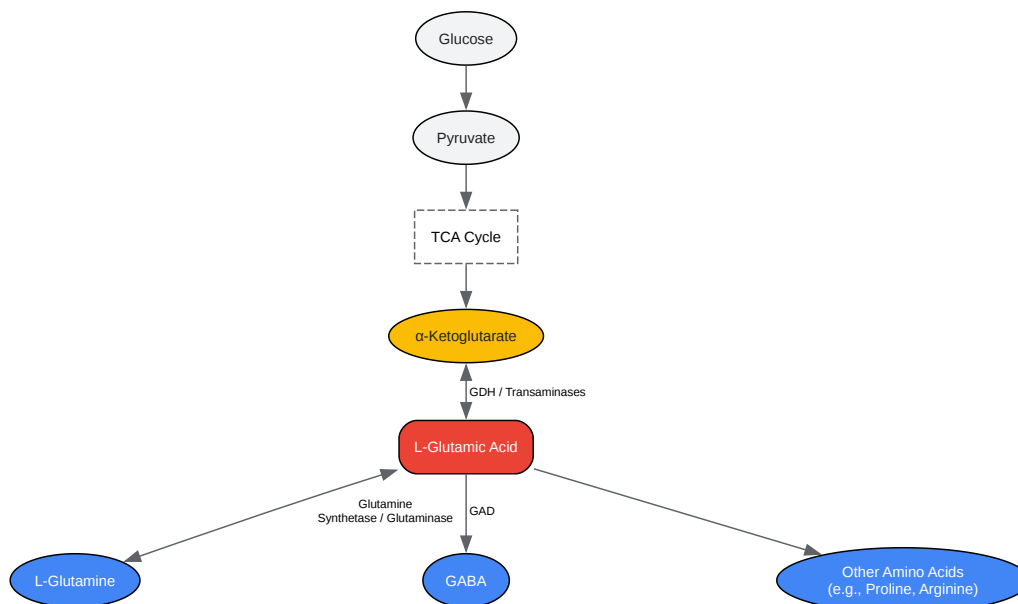 Glucose
Pyruvate
TCA Cycle
α-Ketoglutarate
GDH / Transaminases
L-Glutamic Acid
Glutamine
Synthetase / Glutaminase
GAD
L-Glutamine
GABA
Other Amino Acids
(e.g., Proline, Arginine)